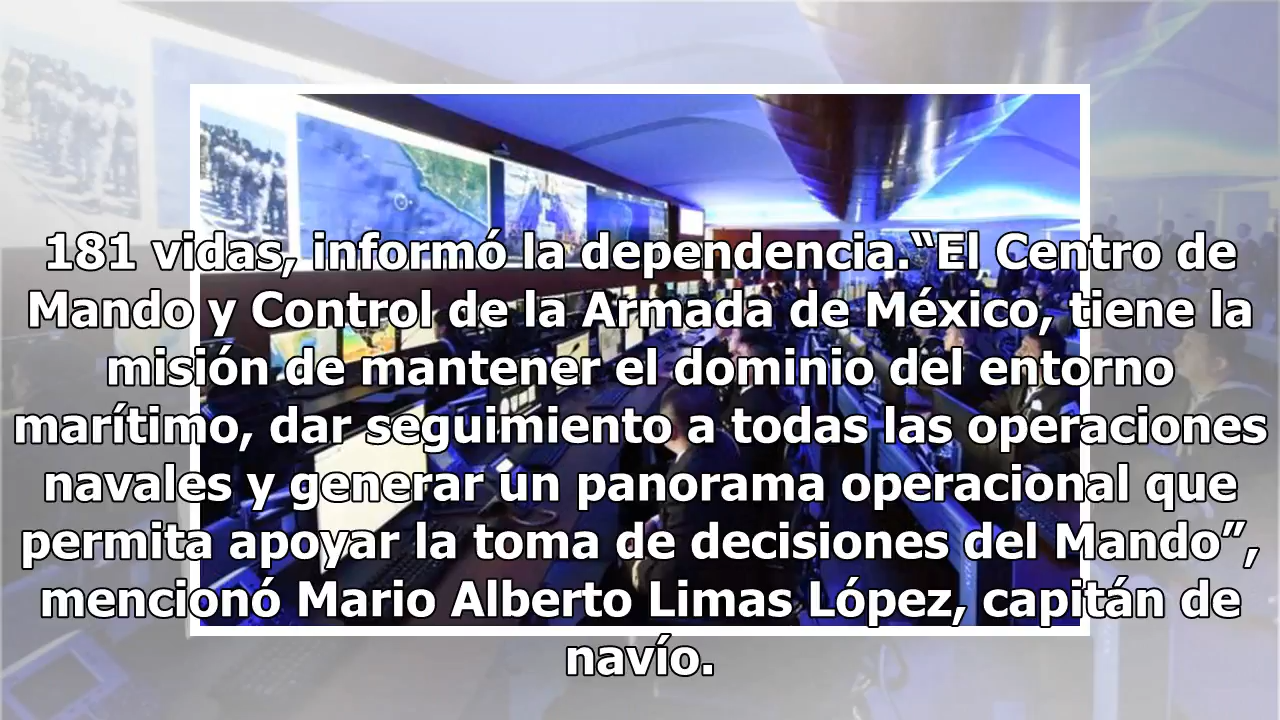 181 vidas, informó la dependencia.“El Centro de
Mando y Control de la Armada de México, tiene la
misión de mantener el dominio del entorno
marítimo, dar seguimiento a todas las operaciones
navales y generar un panorama operacional que
permita apoyar la toma de decisiones del Mando”,
mencionó Mario Alberto Limas López, capitán de
navío.